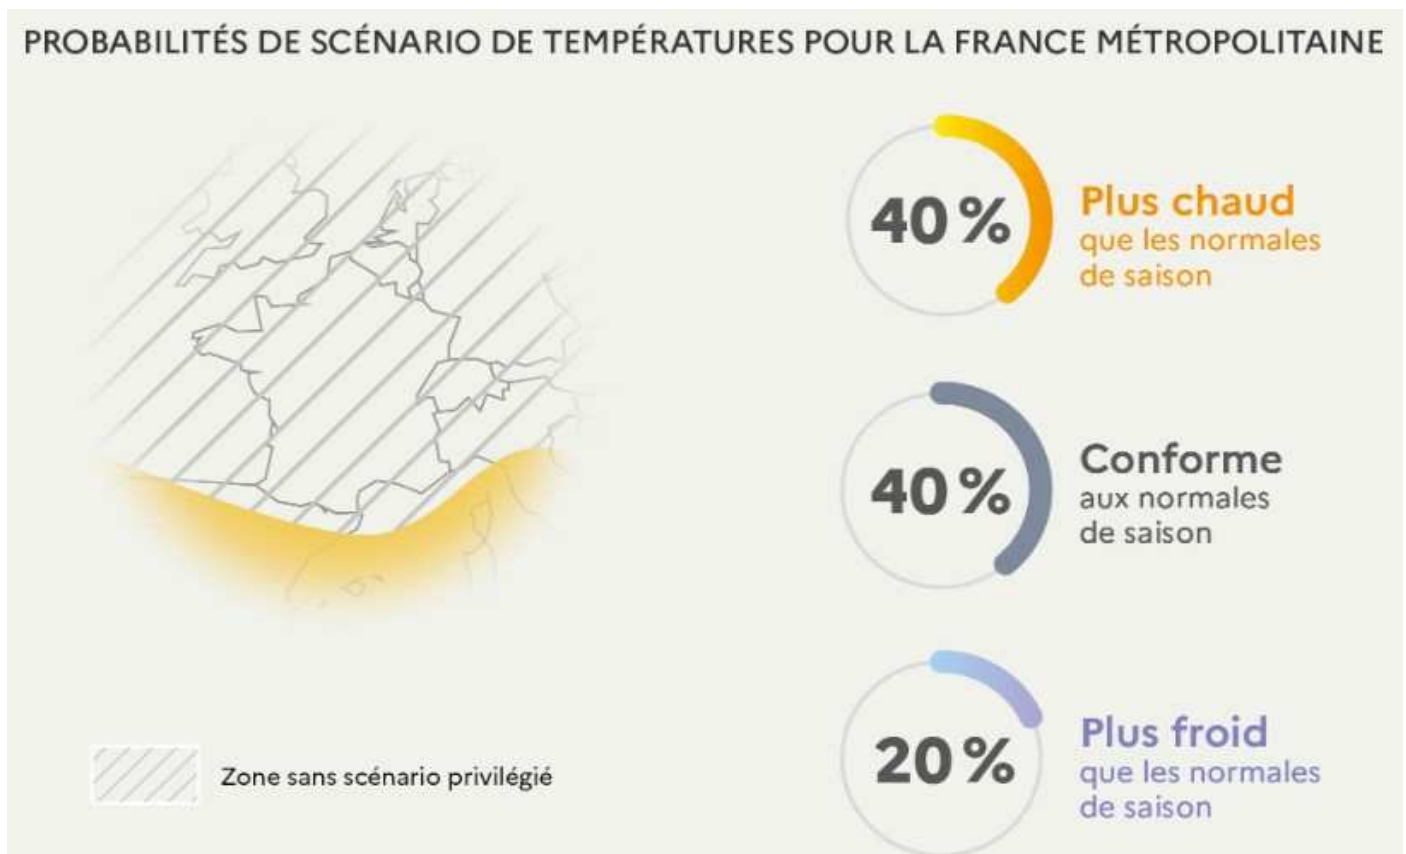 PROBABILITÉS DE SCÉNARIO DE TEMPÉRATURES POUR LA FRANCE MÉTROPOLITAINE
40 %
Plus chaud
que les normales
de saison
40 %
Conforme
aux normales
de saison
20 %
Plus froid
que les normales
de saison
Zone sans scénario privilégié